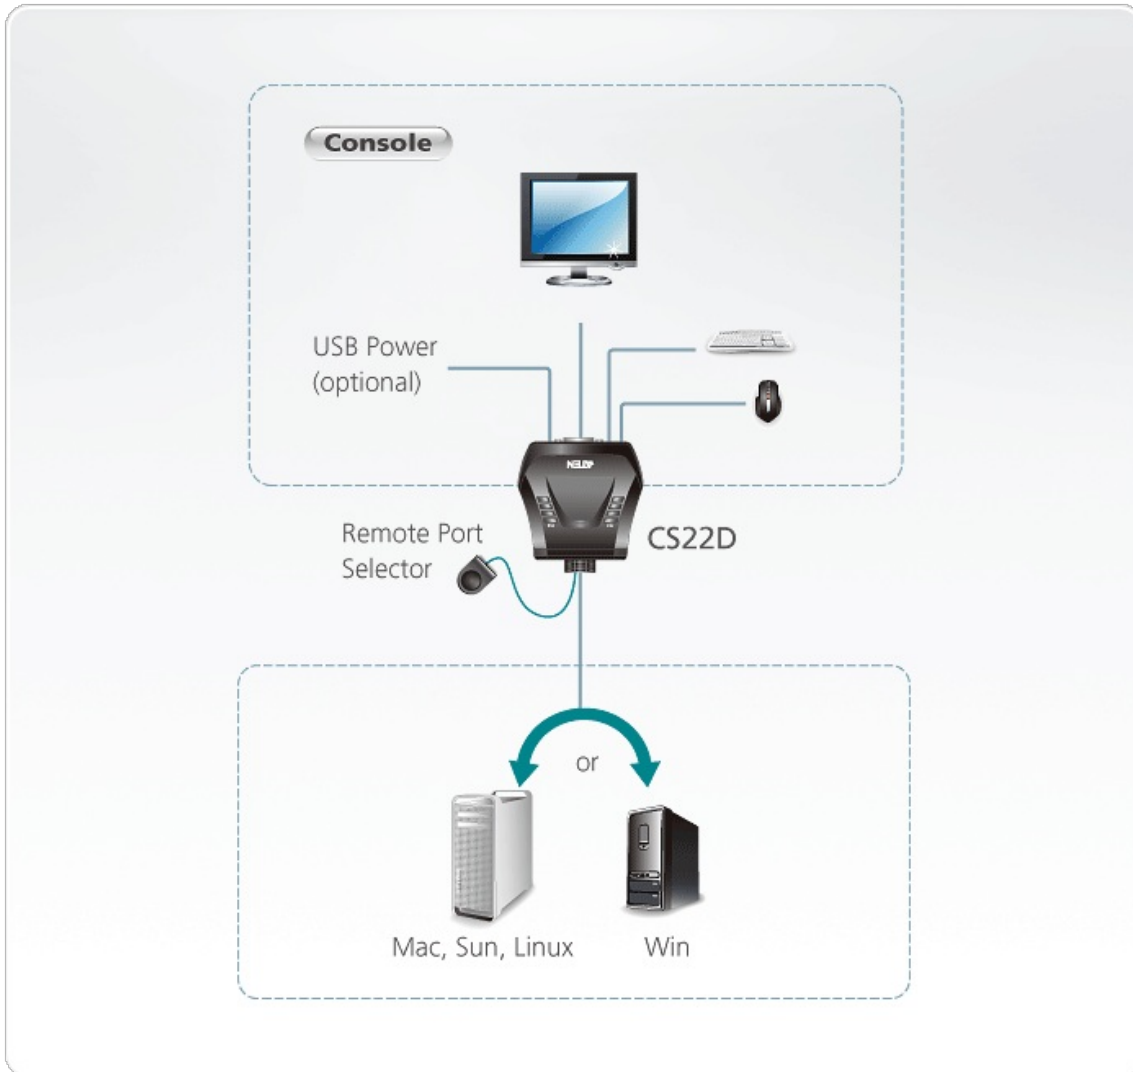 Console
USB Power
(optional)
Remote Port
Selector
CS22D
or
Mac, Sun, Linux
Win